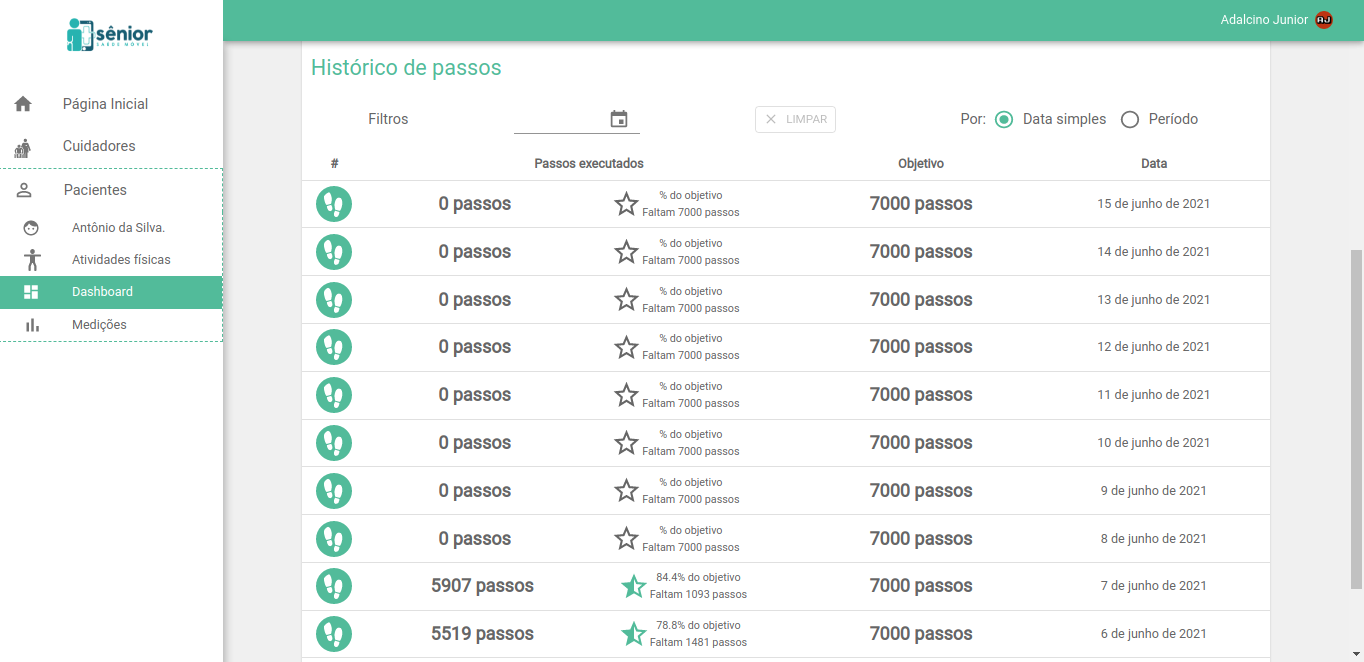 sênior
SAÚDE MÓVEL
Adalcino Junior AJ
Página Inicial
Cuidadores
Pacientes
Antônio da Silva.
Atividades físicas
Dashboard
Medições
Histórico de passos
Filtros
LIMPAR
Por: Data simples Período
# Passos executados Objetivo Data
0 passos % do objetivo Faltam 7000 passos 7000 passos 15 de junho de 2021
0 passos % do objetivo Faltam 7000 passos 7000 passos 14 de junho de 2021
0 passos % do objetivo Faltam 7000 passos 7000 passos 13 de junho de 2021
0 passos % do objetivo Faltam 7000 passos 7000 passos 12 de junho de 2021
0 passos % do objetivo Faltam 7000 passos 7000 passos 11 de junho de 2021
0 passos % do objetivo Faltam 7000 passos 7000 passos 10 de junho de 2021
0 passos % do objetivo Faltam 7000 passos 7000 passos 9 de junho de 2021
0 passos % do objetivo Faltam 7000 passos 7000 passos 8 de junho de 2021
5907 passos 84.4% do objetivo Faltam 1093 passos 7000 passos 7 de junho de 2021
5519 passos 78.8% do objetivo Faltam 1481 passos 7000 passos 6 de junho de 2021